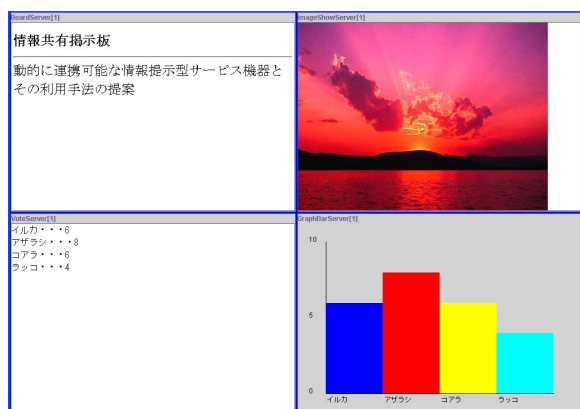 BoardServer[1]
情報共有掲示板
動的に連携可能な情報提示型サービス機器と
その利用手法の提案
ImageShowServer[1]
VoteServer[1]
イルカ・・・6
アザラシ・・・8
コアラ・・・6
ラッコ・・・4
GraphBarServer[1]
10
5
0
イルカ アザラシ コアラ ラッコ